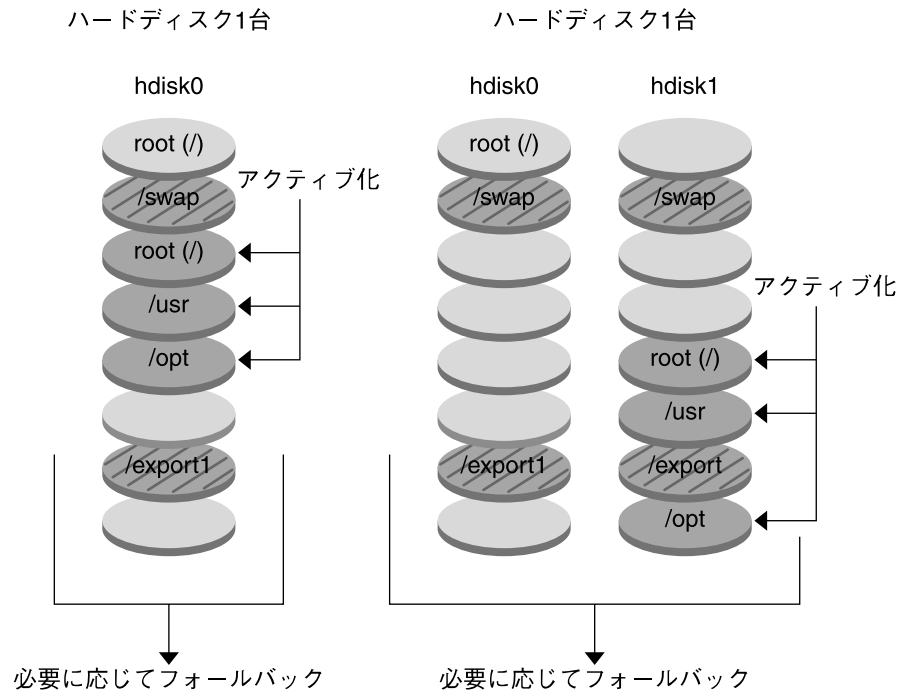 ハードディスク1台
hdisk0
root (/)
/swap
アクティブ化
root (/)
/usr
/opt
/export1
必要に応じてフォールバック
ハードディスク1台
hdisk0
hdisk1
root (/)
/swap
/swap
アクティブ化
root (/)
/usr
/export1
/export
/opt
必要に応じてフォールバック